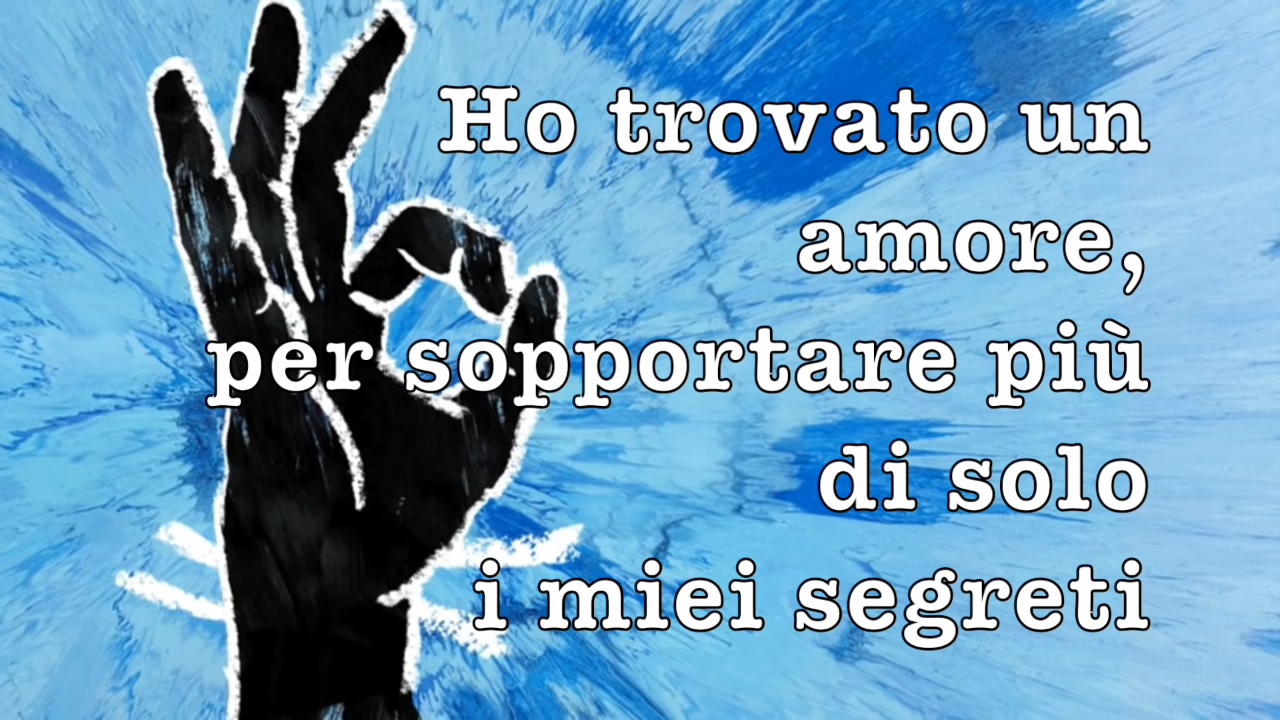 Ho trovato un
amore,
per sopportare più
di solo
i miei segreti